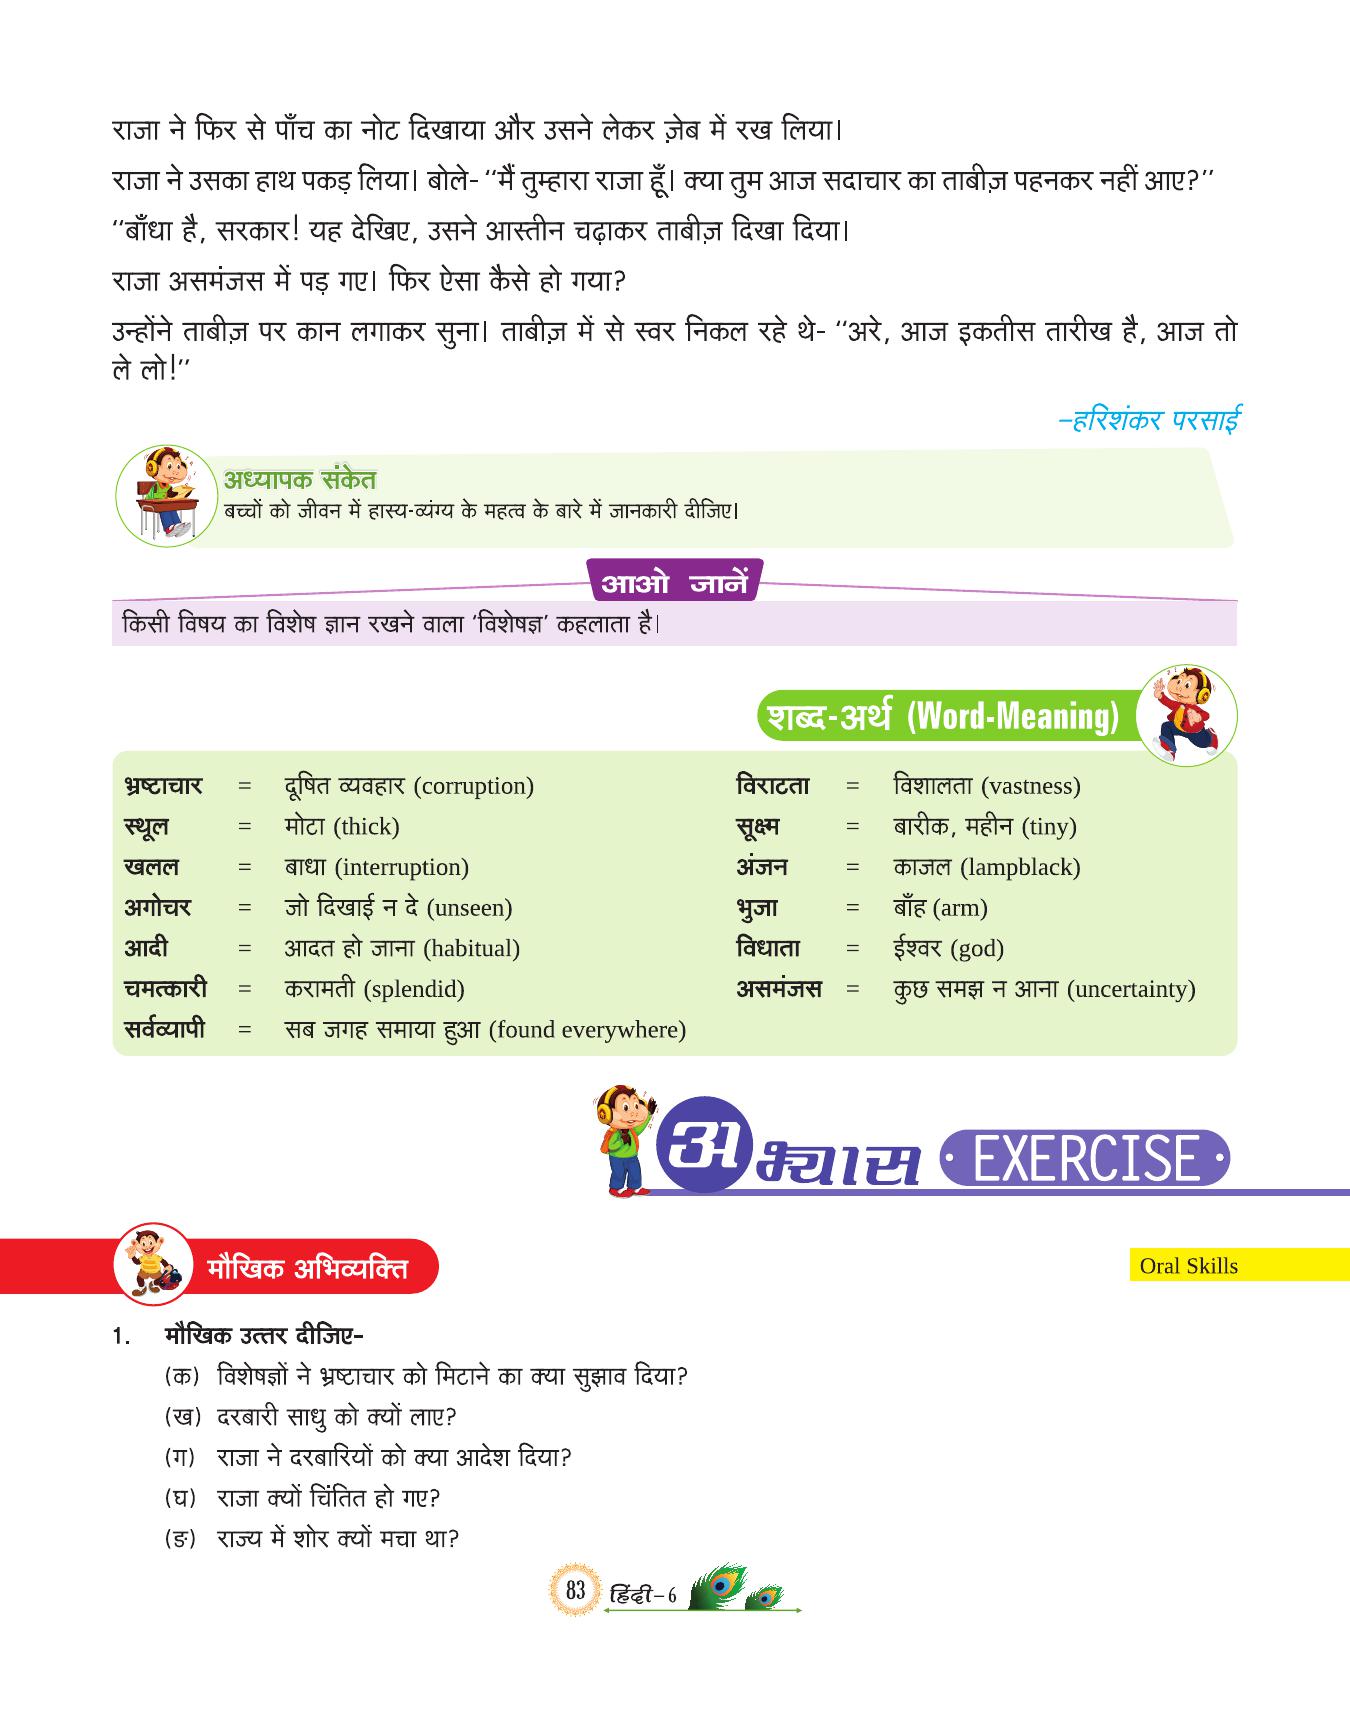 राजा ने फिर से पाँच का नोट दिखाया और उसने लेकर ज़ेब में रख लिया।
राजा ने उसका हाथ पकड़ लिया। बोले- ‘‘मैं तुम्हारा राजा हूँ। क्या तुम आज सदाचार का ताबीज़ पहनकर नहीं आए?’’
‘‘बाँधा है, सरकार! यह देखिए, उसने आस्तीन चढ़ाकर ताबीज़ दिखा दिया।
राजा असमंजस में पड़ गए। फिर ऐसा कैसे हो गया?
उन्होंने ताबीज़ पर कान लगाकर सुना। ताबीज़ में से स्वर निकल रहे थे- ‘‘अरे, आज इकतीस तारीख है, आज तो
ले लो!’’
–हरिशंकर परसाई
अध्यापक संकेत
बच्चों को जीवन में हास्य-व्यंग्य के महत्व के बारे में जानकारी दीजिए।
आओ जानें
किसी विषय का विशेष ज्ञान रखने वाला ‘विशेषज्ञ’ कहलाता है।
शब्द-अर्थ (Word-Meaning)
भ्रष्टाचार = दूषित व्यवहार (corruption) विराटता = विशालता (vastness)
स्थूल = मोटा (thick) सूक्ष्म = बारीक, महीन (tiny)
खलल = बाधा (interruption) अंजन = काजल (lampblack)
अगोचर = जो दिखाई न दे (unseen) भुजा = बाँह (arm)
आदी = आदत हो जाना (habitual) विधाता = ईश्वर (god)
चमत्कारी = करामती (splendid) असमंजस = कुछ समझ न आना (uncertainty)
सर्वव्यापी = सब जगह समाया हुआ (found everywhere)
अभ्यास EXERCISE
मौखिक अभिव्यक्ति Oral Skills
1. मौखिक उत्तर दीजिए-
(क) विशेषज्ञों ने भ्रष्टाचार को मिटाने का क्या सुझाव दिया?
(ख) दरबारी साधु को क्यों लाए?
(ग) राजा ने दरबारियों को क्या आदेश दिया?
(घ) राजा क्यों चिंतित हो गए?
(ङ) राज्य में शोर क्यों मचा था?
83 हिंदी–6